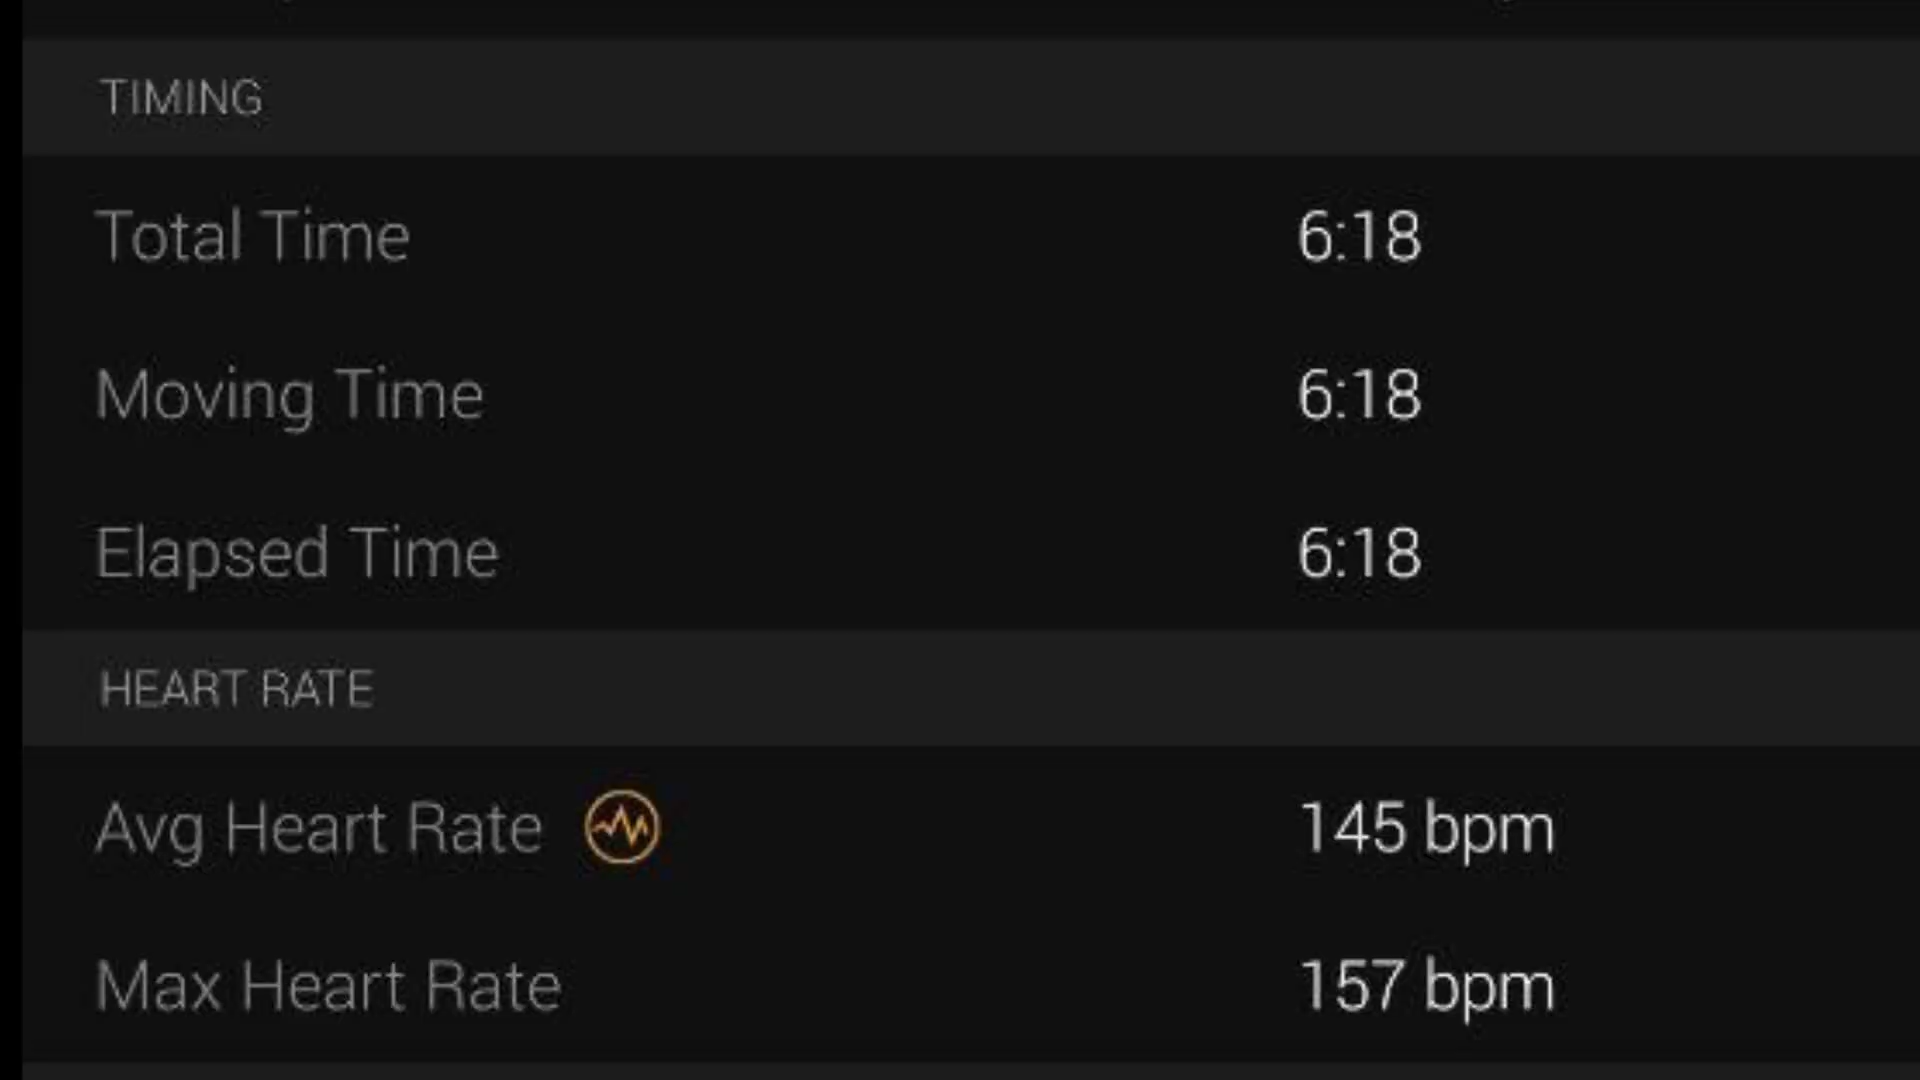 TIMING
Total Time 6:18
Moving Time 6:18
Elapsed Time 6:18
HEART RATE
Avg Heart Rate 145 bpm
Max Heart Rate 157 bpm